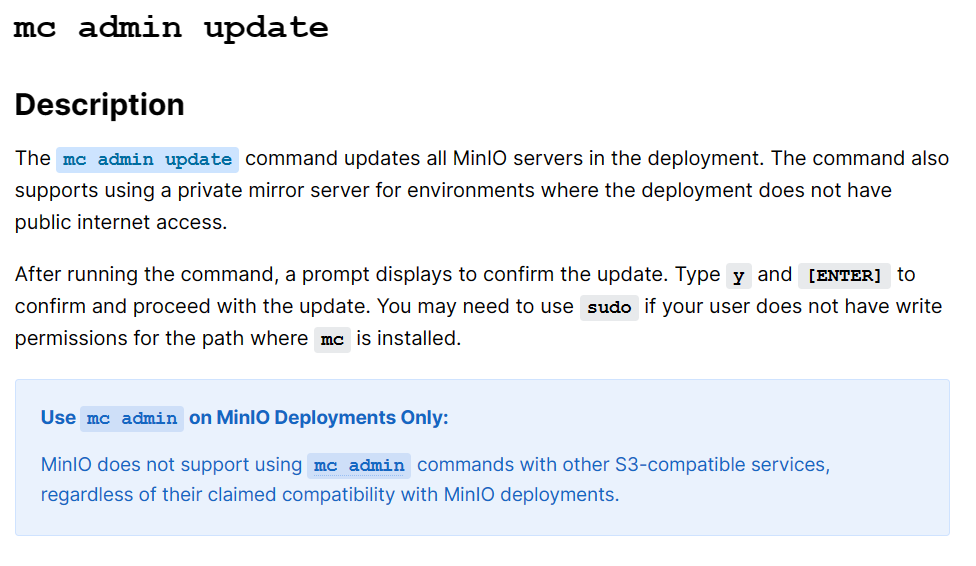 mc admin update
Description
The mc admin update command updates all MinIO servers in the deployment. The command also
supports using a private mirror server for environments where the deployment does not have
public internet access.
After running the command, a prompt displays to confirm the update. Type y and [ENTER] to
confirm and proceed with the update. You may need to use sudo if your user does not have write
permissions for the path where mc is installed.
Use mc admin on MinIO Deployments Only:
MinIO does not support using mc admin commands with other S3-compatible services,
regardless of their claimed compatibility with MinIO deployments.